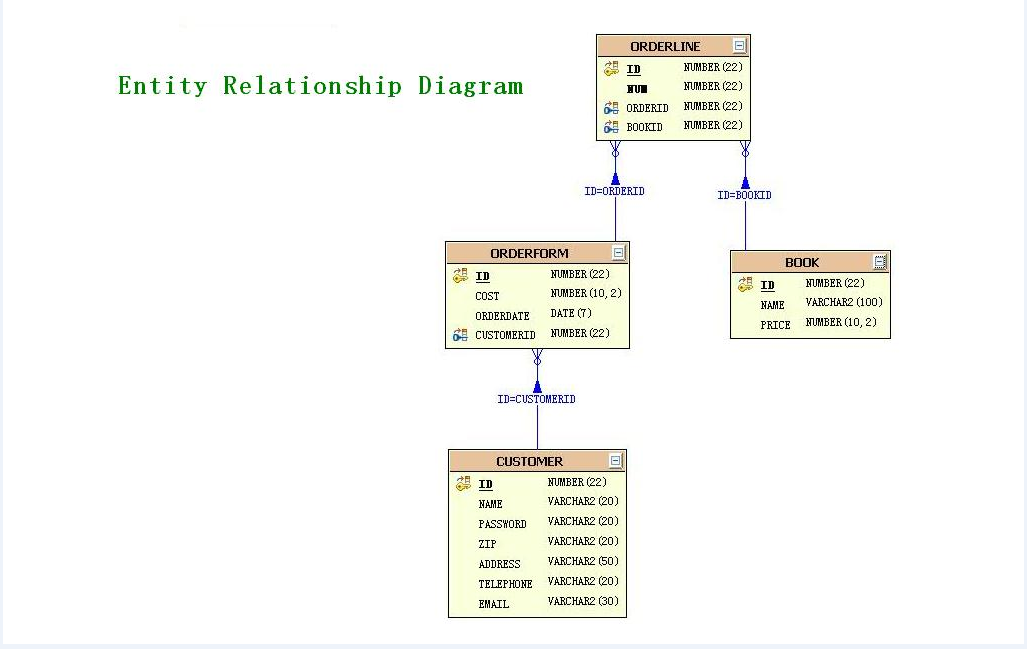 Entity Relationship Diagram
ORDERLINE
ID NUMBER(22)
NUM NUMBER(22)
ORDERID NUMBER(22)
BOOKID NUMBER(22)
ID=ORDERID
ID=BOOKID
ORDERFORM
ID NUMBER(22)
COST NUMBER(10,2)
ORDERDATE DATE(7)
CUSTOMERID NUMBER(22)
BOOK
ID NUMBER(22)
NAME VARCHAR2(100)
PRICE NUMBER(10,2)
ID=CUSTOMERID
CUSTOMER
ID NUMBER(22)
NAME VARCHAR2(20)
PASSWORD VARCHAR2(20)
ZIP VARCHAR2(20)
ADDRESS VARCHAR2(50)
TELEPHONE VARCHAR2(20)
EMAIL VARCHAR2(30)